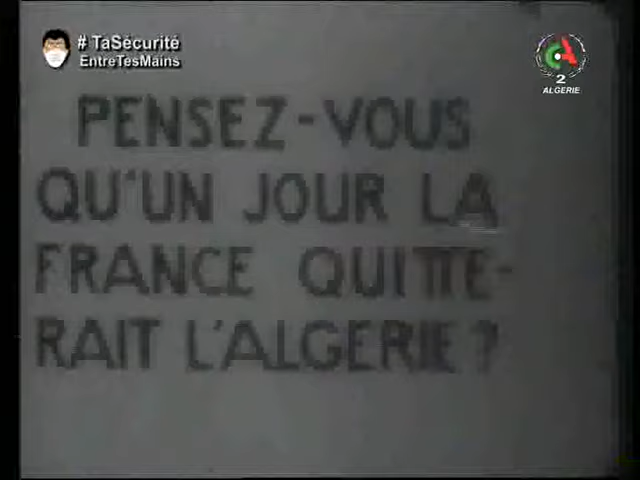 # TaSécurité
EntreTesMains
2
ALGERIE
PENSEZ-VOUS
QU'UN JOUR LA
FRANCE QUITTE-
RAIT L'ALGERIE ?